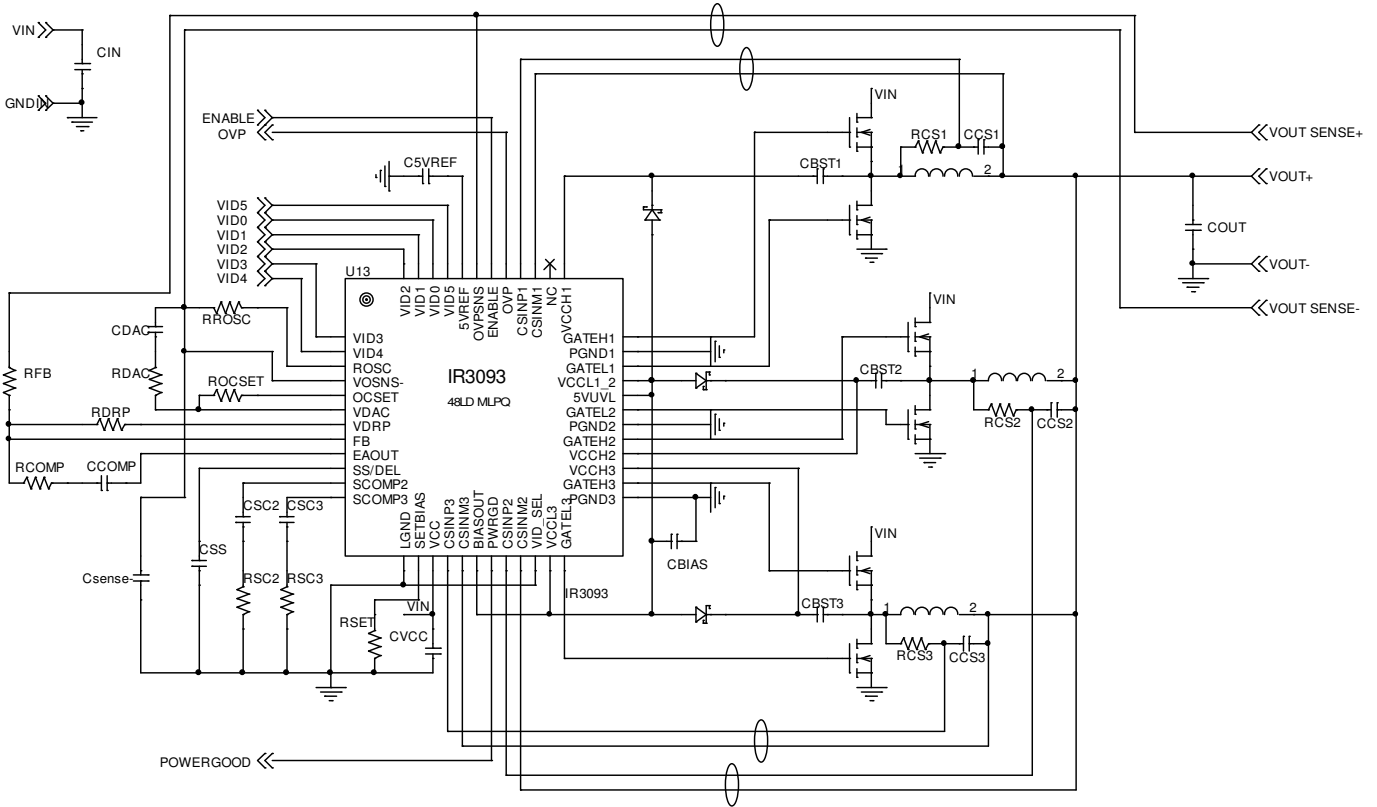 VIN
CIN
GNDIN
ENABLE
OVP
C5VREF
VID5
VID0
VID1
VID2
VID3
VID4
VIN
RCS1
CCS1
CBST1
1
2
VOUT SENSE+
VOUT+
COUT
VOUT-
VOUT SENSE-
U13
VID2
VID1
VID0
VID5
5VREF
OVPSNS
ENABLE
OVP
CSINP1
CSINM1
NC
VCCH1
CDAC
RROSC
RDAC
ROCSET
RFB
RDRP
RCOMP
CCOMP
VID3
VID4
ROSC
VOSNS-
OCSET
VDAC
VDRP
FB
EAOUT
SS/DEL
SCOMP2
SCOMP3
IR3093
48LD MLPQ
GATEH1
PGND1
GATEL1
VCCL1_2
5VUVL
GATEL2
PGND2
GATEH2
VCCH2
VCCH3
GATEH3
PGND3
VIN
CBST2
1
2
RCS2
CCS2
LGND
SETBIAS
VCC
CSINP3
CSINM3
BIASOUT
PWRGD
CSINP2
CSINM2
VID_SEL
VCCL3
GATEL3
IR3093
CSC2
CSC3
CSS
Csense-
RSC2
RSC3
VIN
RSET
CVCC
CBIAS
VIN
CBST3
1
2
RCS3
CCS3
POWERGOOD